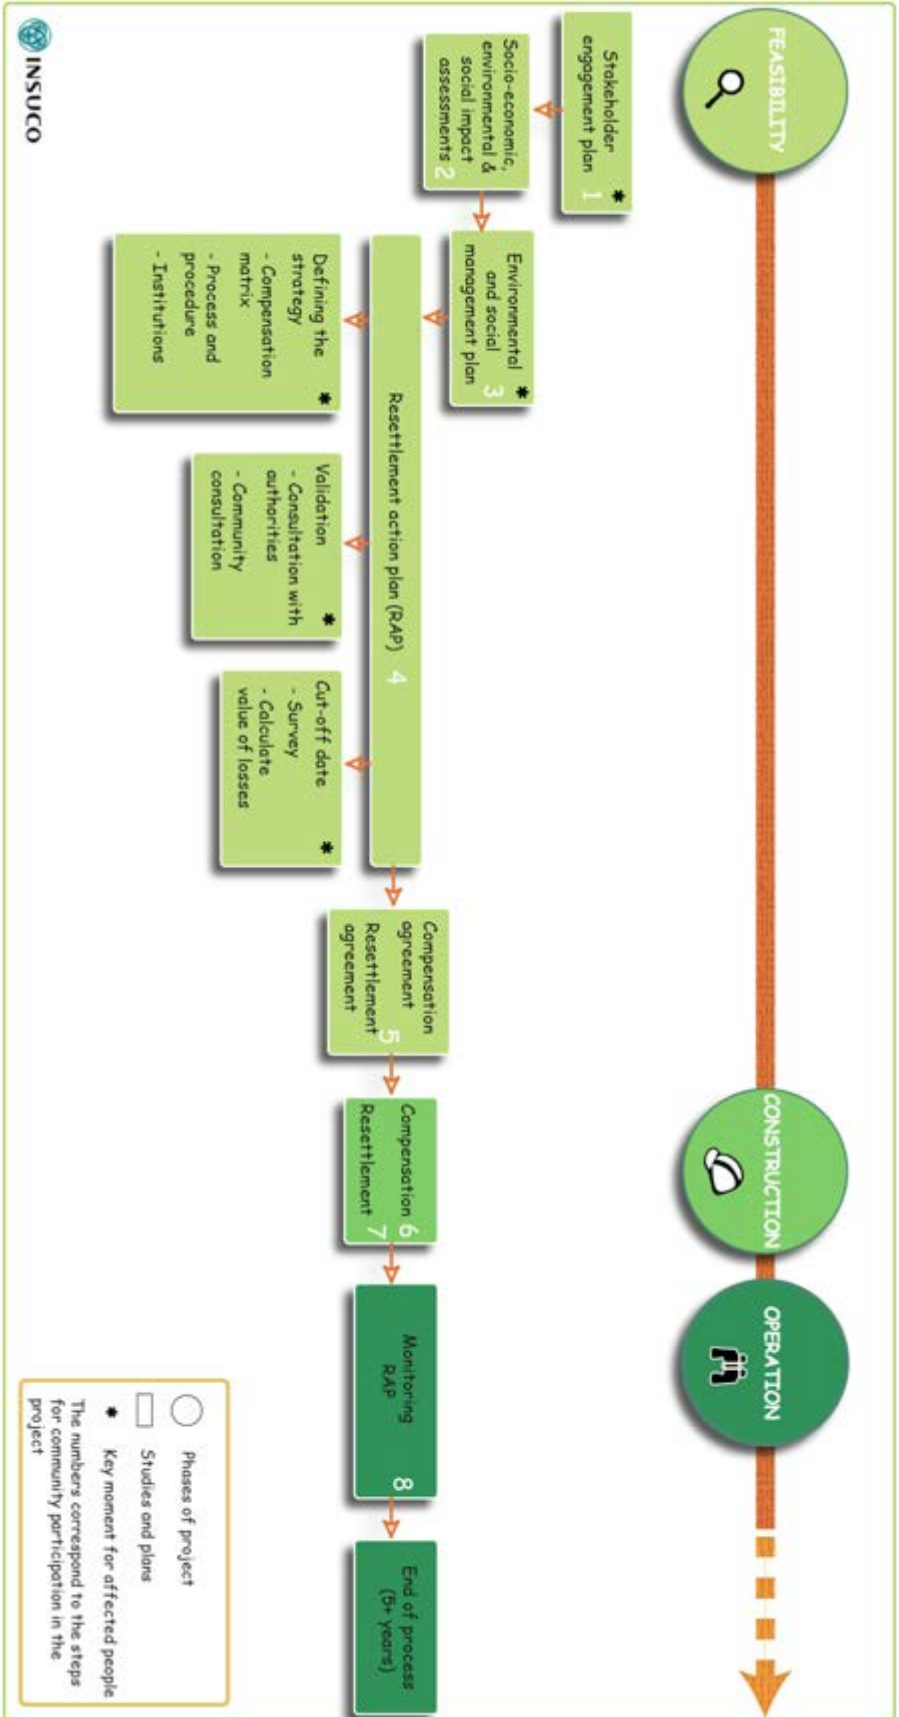 FEASIBILITY
CONSTRUCTION
OPERATION
Stakeholder
engagement plan 1 *
Socio-economic,
environmental &
social impact
assessments 2
Environmental *
and social
management plan 3
Resettlement action plan (RAP) 4
Defining the
strategy *
- Compensation
matrix
- Process and
procedure
- Institutions
Validation *
- Consultation with
authorities
- Community
consultation
Cut-off date *
- Survey
- Calculate
value of losses
Compensation
agreement
Resettlement
agreement 5
Compensation 6
Resettlement 7
Monitoring
RAP 8
End of process
(5+ years)
INSUCO
Phases of project
Studies and plans
* Key moment for affected people
The numbers correspond to the steps
for community participation in the
project